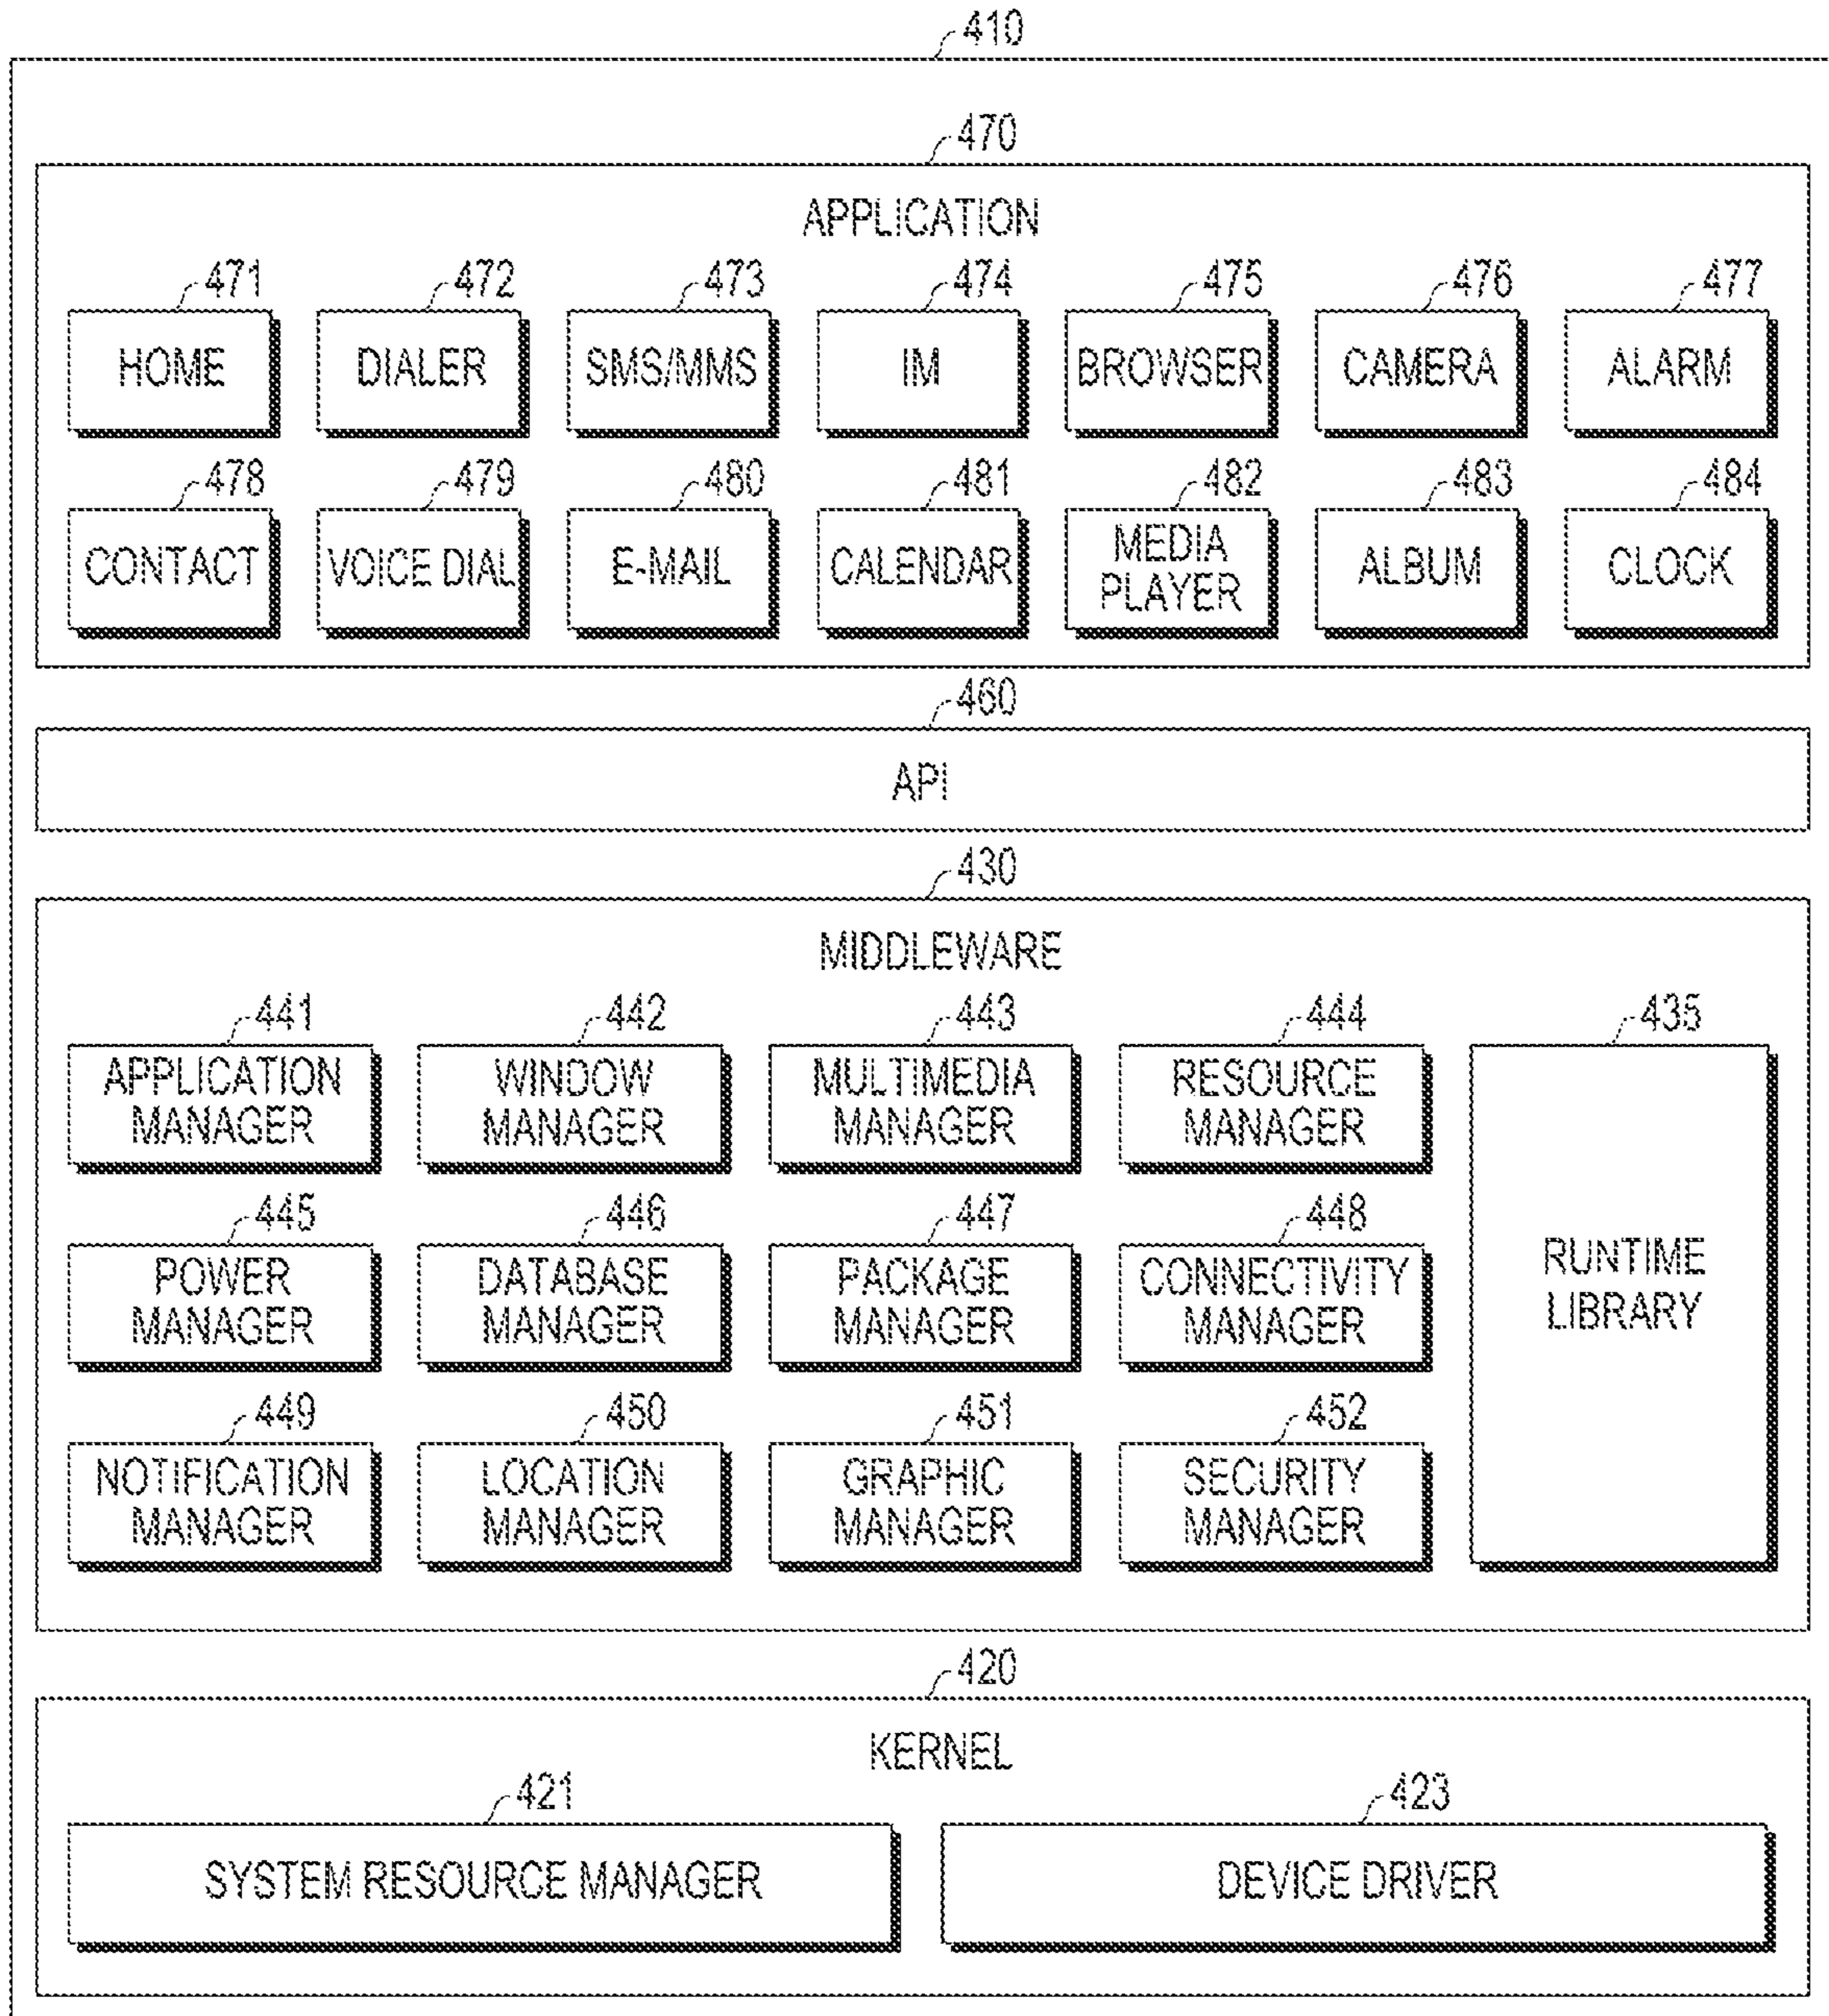 410
470
APPLICATION
471 472 473 474 475 476 477
HOME DIALER SMS/MMS IM BROWSER CAMERA ALARM
478 479 480 481 482 483 484
CONTACT VOICE DIAL E-MAIL CALENDAR MEDIA PLAYER ALBUM CLOCK
460
API
430
MIDDLEWARE
441 442 443 444 435
APPLICATION MANAGER WINDOW MANAGER MULTIMEDIA MANAGER RESOURCE MANAGER
445 446 447 448
POWER MANAGER DATABASE MANAGER PACKAGE MANAGER CONNECTIVITY MANAGER RUNTIME LIBRARY
449 450 451 452
NOTIFICATION MANAGER LOCATION MANAGER GRAPHIC MANAGER SECURITY MANAGER
420
KERNEL
421 423
SYSTEM RESOURCE MANAGER DEVICE DRIVER